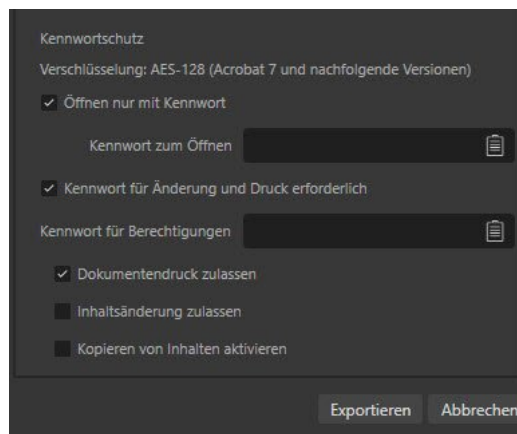 Kennwortschutz
Verschlüsselung: AES-128 (Acrobat 7 und nachfolgende Versionen)
Öffnen nur mit Kennwort
Kennwort zum Öffnen
Kennwort für Änderung und Druck erforderlich
Kennwort für Berechtigungen
Dokumentendruck zulassen
Inhaltsänderung zulassen
Kopieren von Inhalten aktivieren
Exportieren Abbrechen